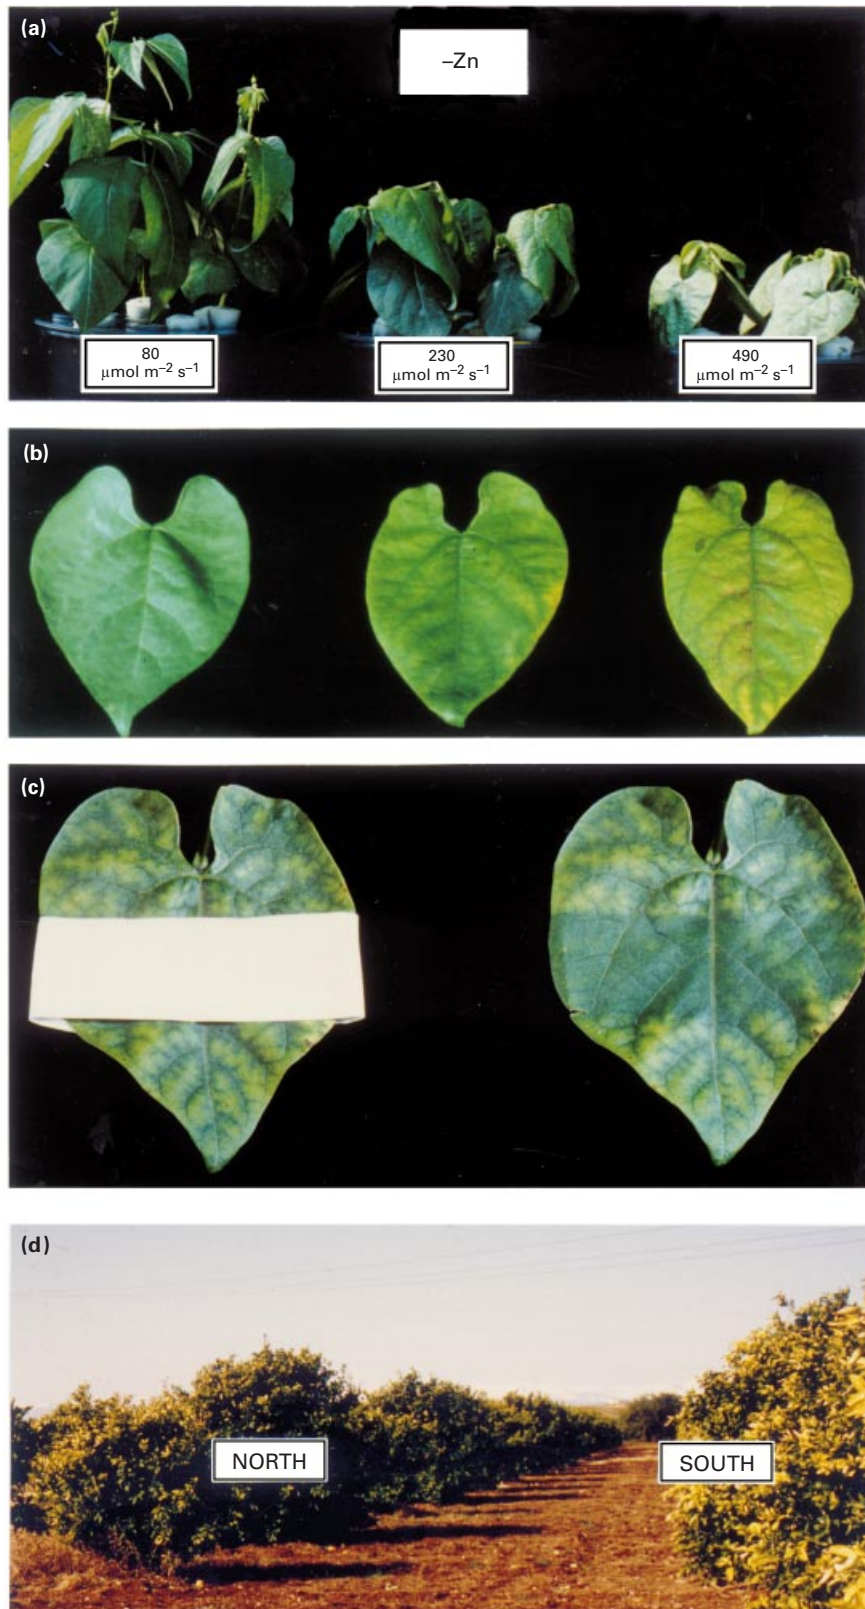 (a)
–Zn
80
μmol m⁻² s⁻¹
230
μmol m⁻² s⁻¹
490
μmol m⁻² s⁻¹
(b)
(c)
(d)
NORTH
SOUTH